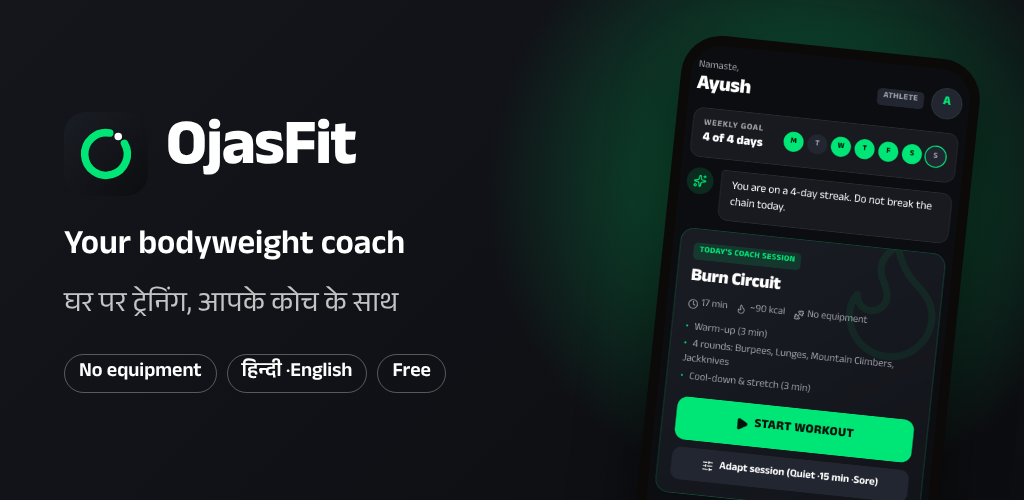 OjasFit
Your bodyweight coach
घर पर ट्रेनिंग, आपके कोच के साथ
No equipment
हिन्दी ·English
Free
Namaste,
Ayush
ATHLETE
A
WEEKLY GOAL
4 of 4 days
M T W T F S S
You are on a 4-day streak. Do not break the
chain today.
TODAY'S COACH SESSION
Burn Circuit
17 min ~90 kcal No equipment
• Warm-up (3 min)
• 4 rounds: Burpees, Lunges, Mountain Climbers,
Jackknives
• Cool-down & stretch (3 min)
START WORKOUT
Adapt session (Quiet ·15 min ·Sore)